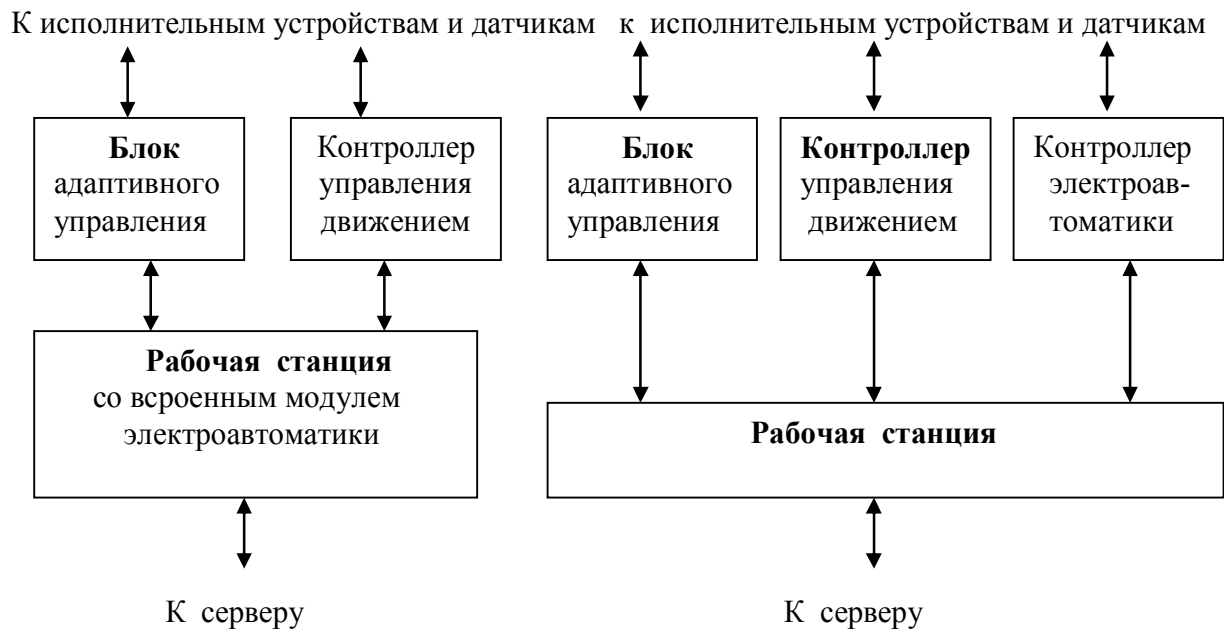 К исполнительным устройствам и датчикам к исполнительным устройствам и датчикам
Блок
адаптивного
управления
Контроллер
управления
движением
Блок
адаптивного
управления
Контроллер
управления
движением
Контроллер
электроав-
томатики
Рабочая станция
со всроенным модулем
электроавтоматики
Рабочая станция
К серверу
К серверу